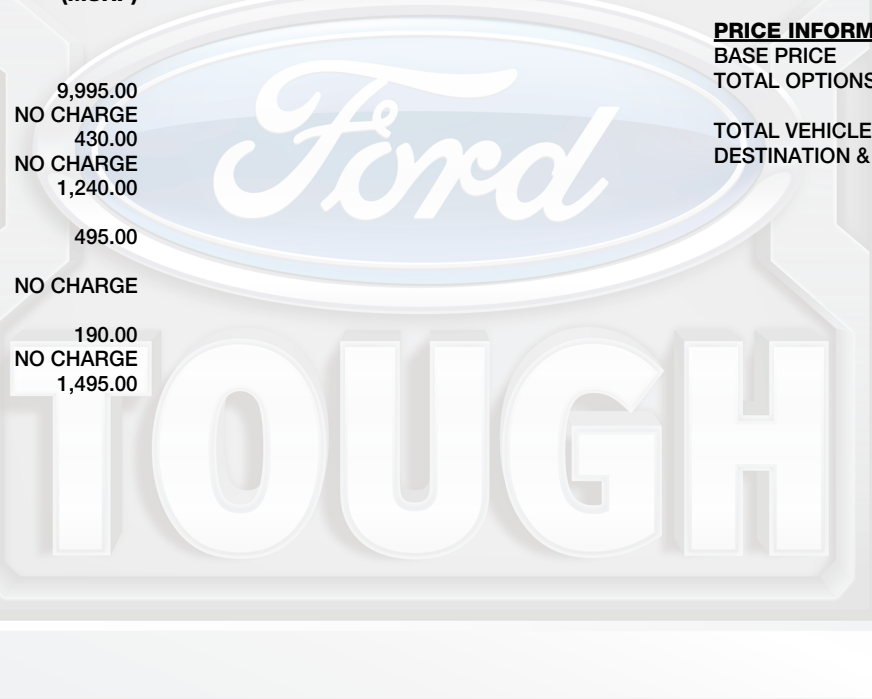 (MSRP)
9,995.00
NO CHARGE
430.00
NO CHARGE
1,240.00
495.00
NO CHARGE
190.00
NO CHARGE
1,495.00
PRICE INFORM
BASE PRICE
TOTAL OPTIONS
TOTAL VEHICLE
DESTINATION &
Ford
TOUGH